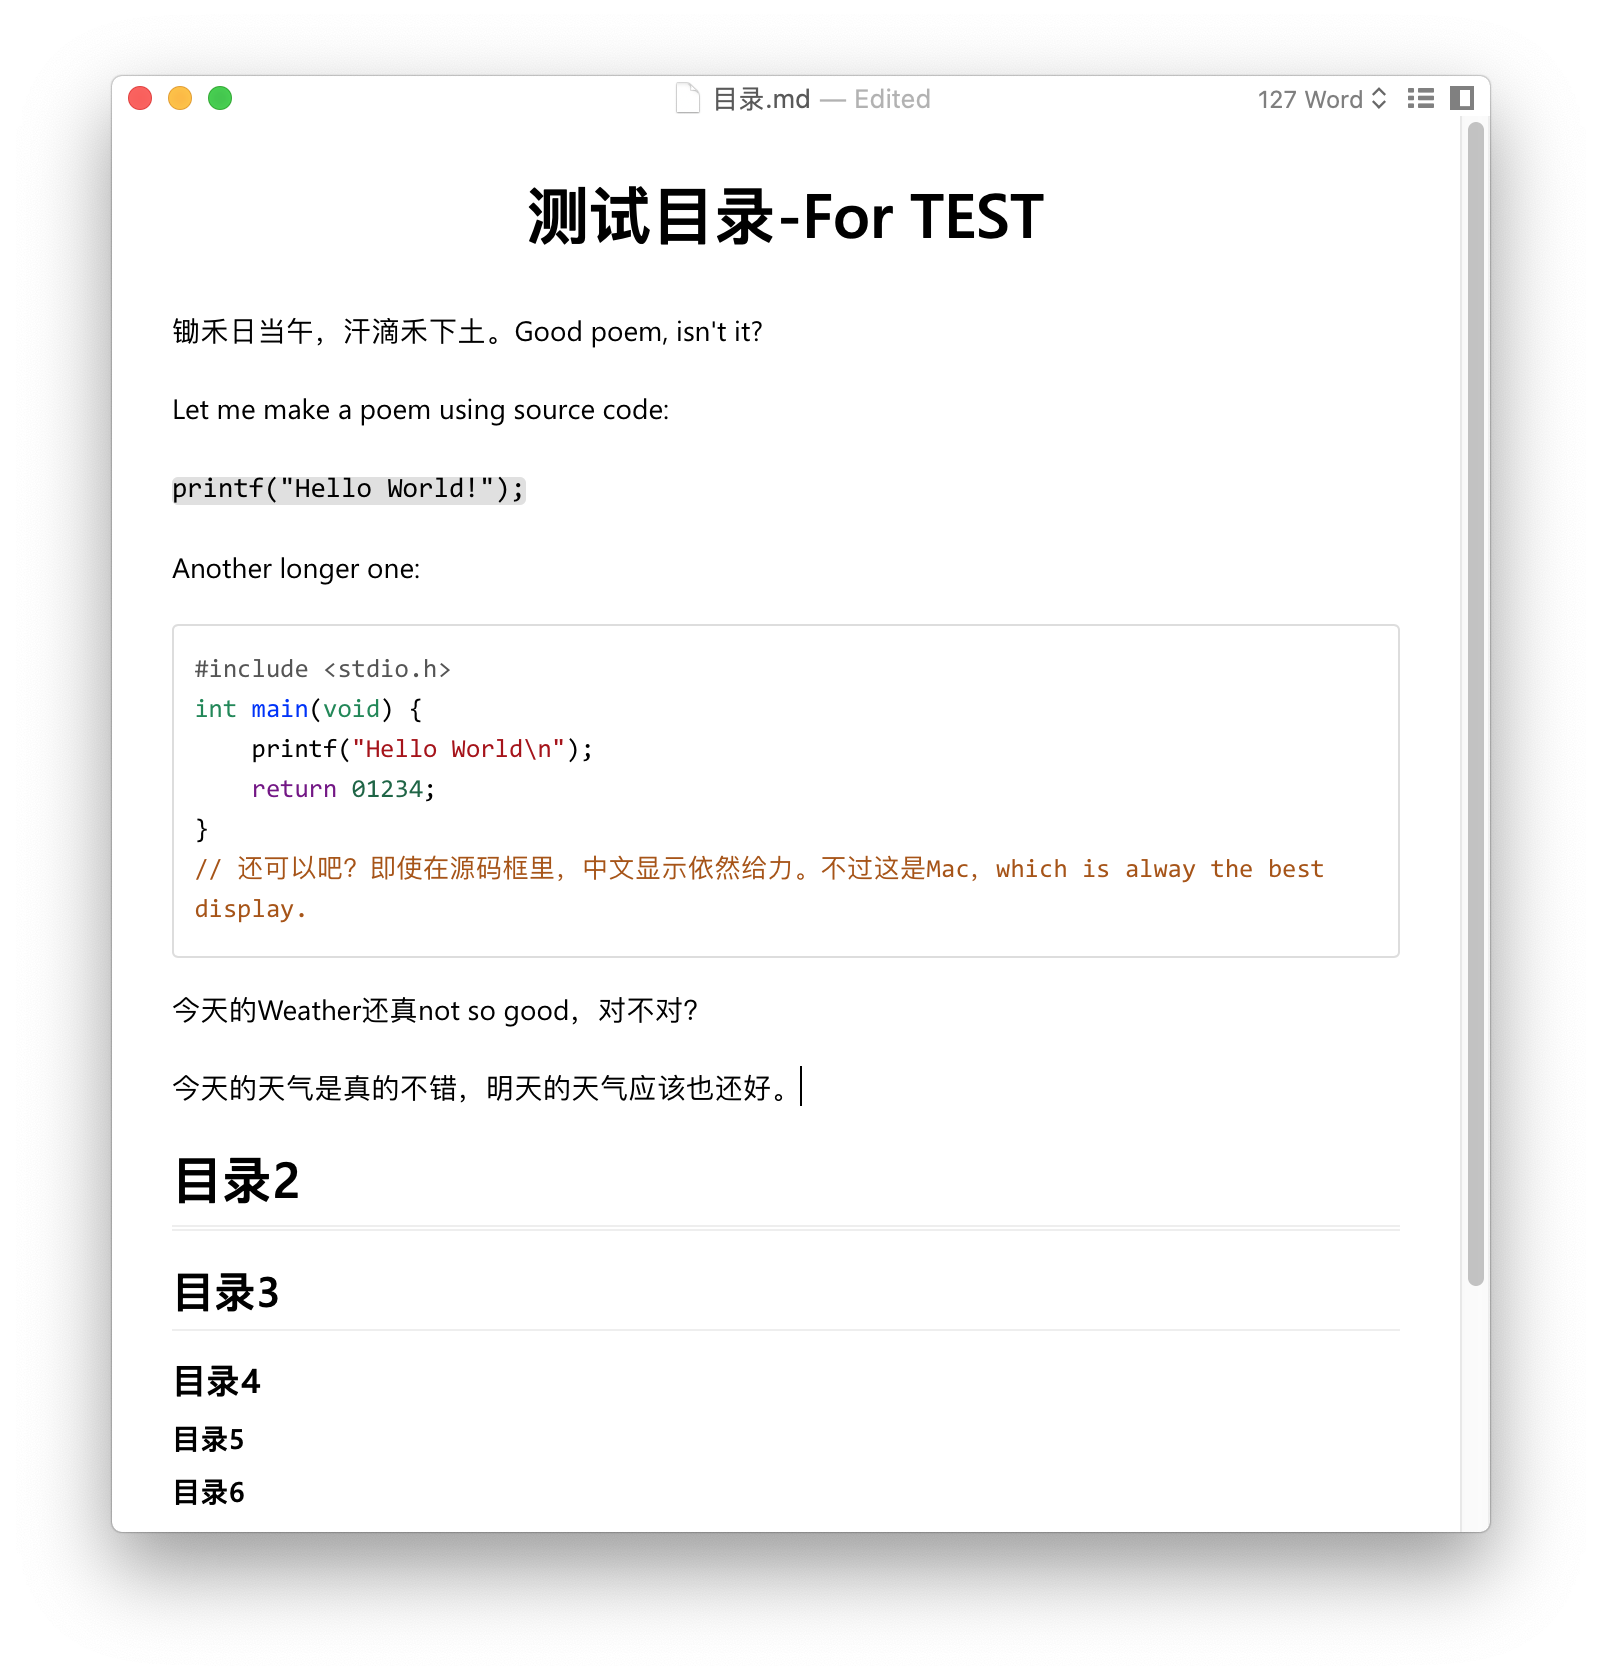 目录.md — Edited
127 Word
测试目录-For TEST
锄禾日当午，汗滴禾下土。Good poem, isn't it?
Let me make a poem using source code:
printf("Hello World!");
Another longer one:
#include <stdio.h>
int main(void) {
    printf("Hello World\n");
    return 01234;
}
// 还可以吧？即使在源码框里，中文显示依然给力。不过这是Mac，which is alway the best
display.
今天的Weather还真not so good，对不对？
今天的天气是真的不错，明天的天气应该也还好。
目录2
目录3
目录4
目录5
目录6